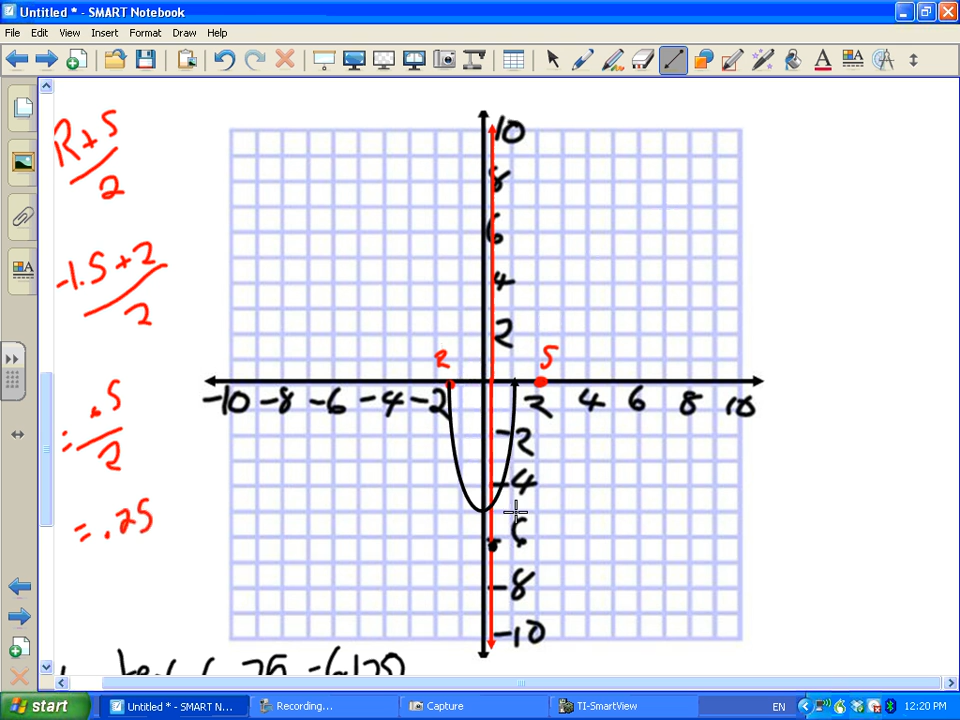 Untitled * - SMART Notebook
File Edit View Insert Format Draw Help
R+S
2
-1.5+2
2
= .5
2
= .25
10
8
6
4
2
R S
-10 -8 -6 -4 -2 2 4 6 8 10
-2
-4
-6
-8
-10
start
Untitled * - SMART N...
Recording...
Capture
TI-SmartView
EN
12:20 PM